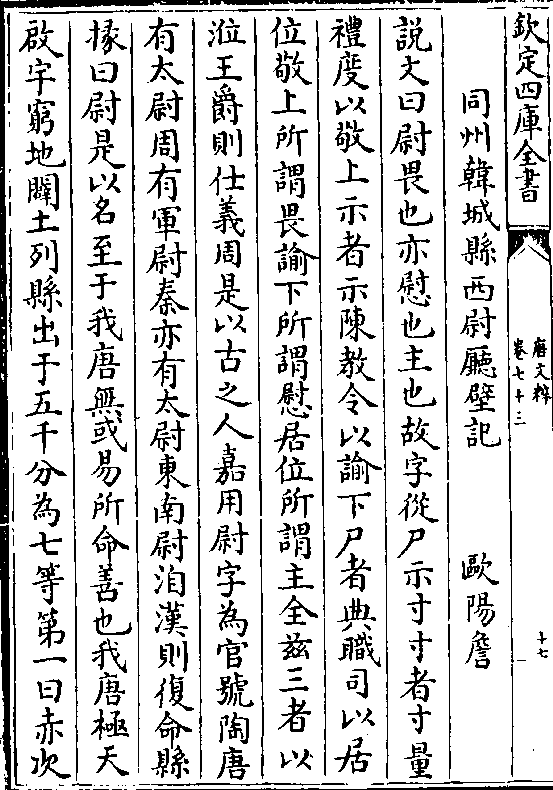 欽定四庫全書
唐文粹
卷七十三
十七
同州韓城縣西尉廳壁記 歐陽詹
說文曰尉畏也亦慰也主也故字從尸示寸寸者寸量
禮度以敬上示者示陳教令以諭下尸者典職司以居
位敬上所謂畏諭下所謂慰居位所謂主全兹三者以
涖王爵則仕義周是以古之人嘉用尉字為官號陶唐
有太尉周有軍尉秦亦有太尉東南尉洎漢則復命縣
掾曰尉是以名至于我唐無或易所命善也我唐極天
啟宇窮地闢土列縣出于五千分為七等第一曰赤次